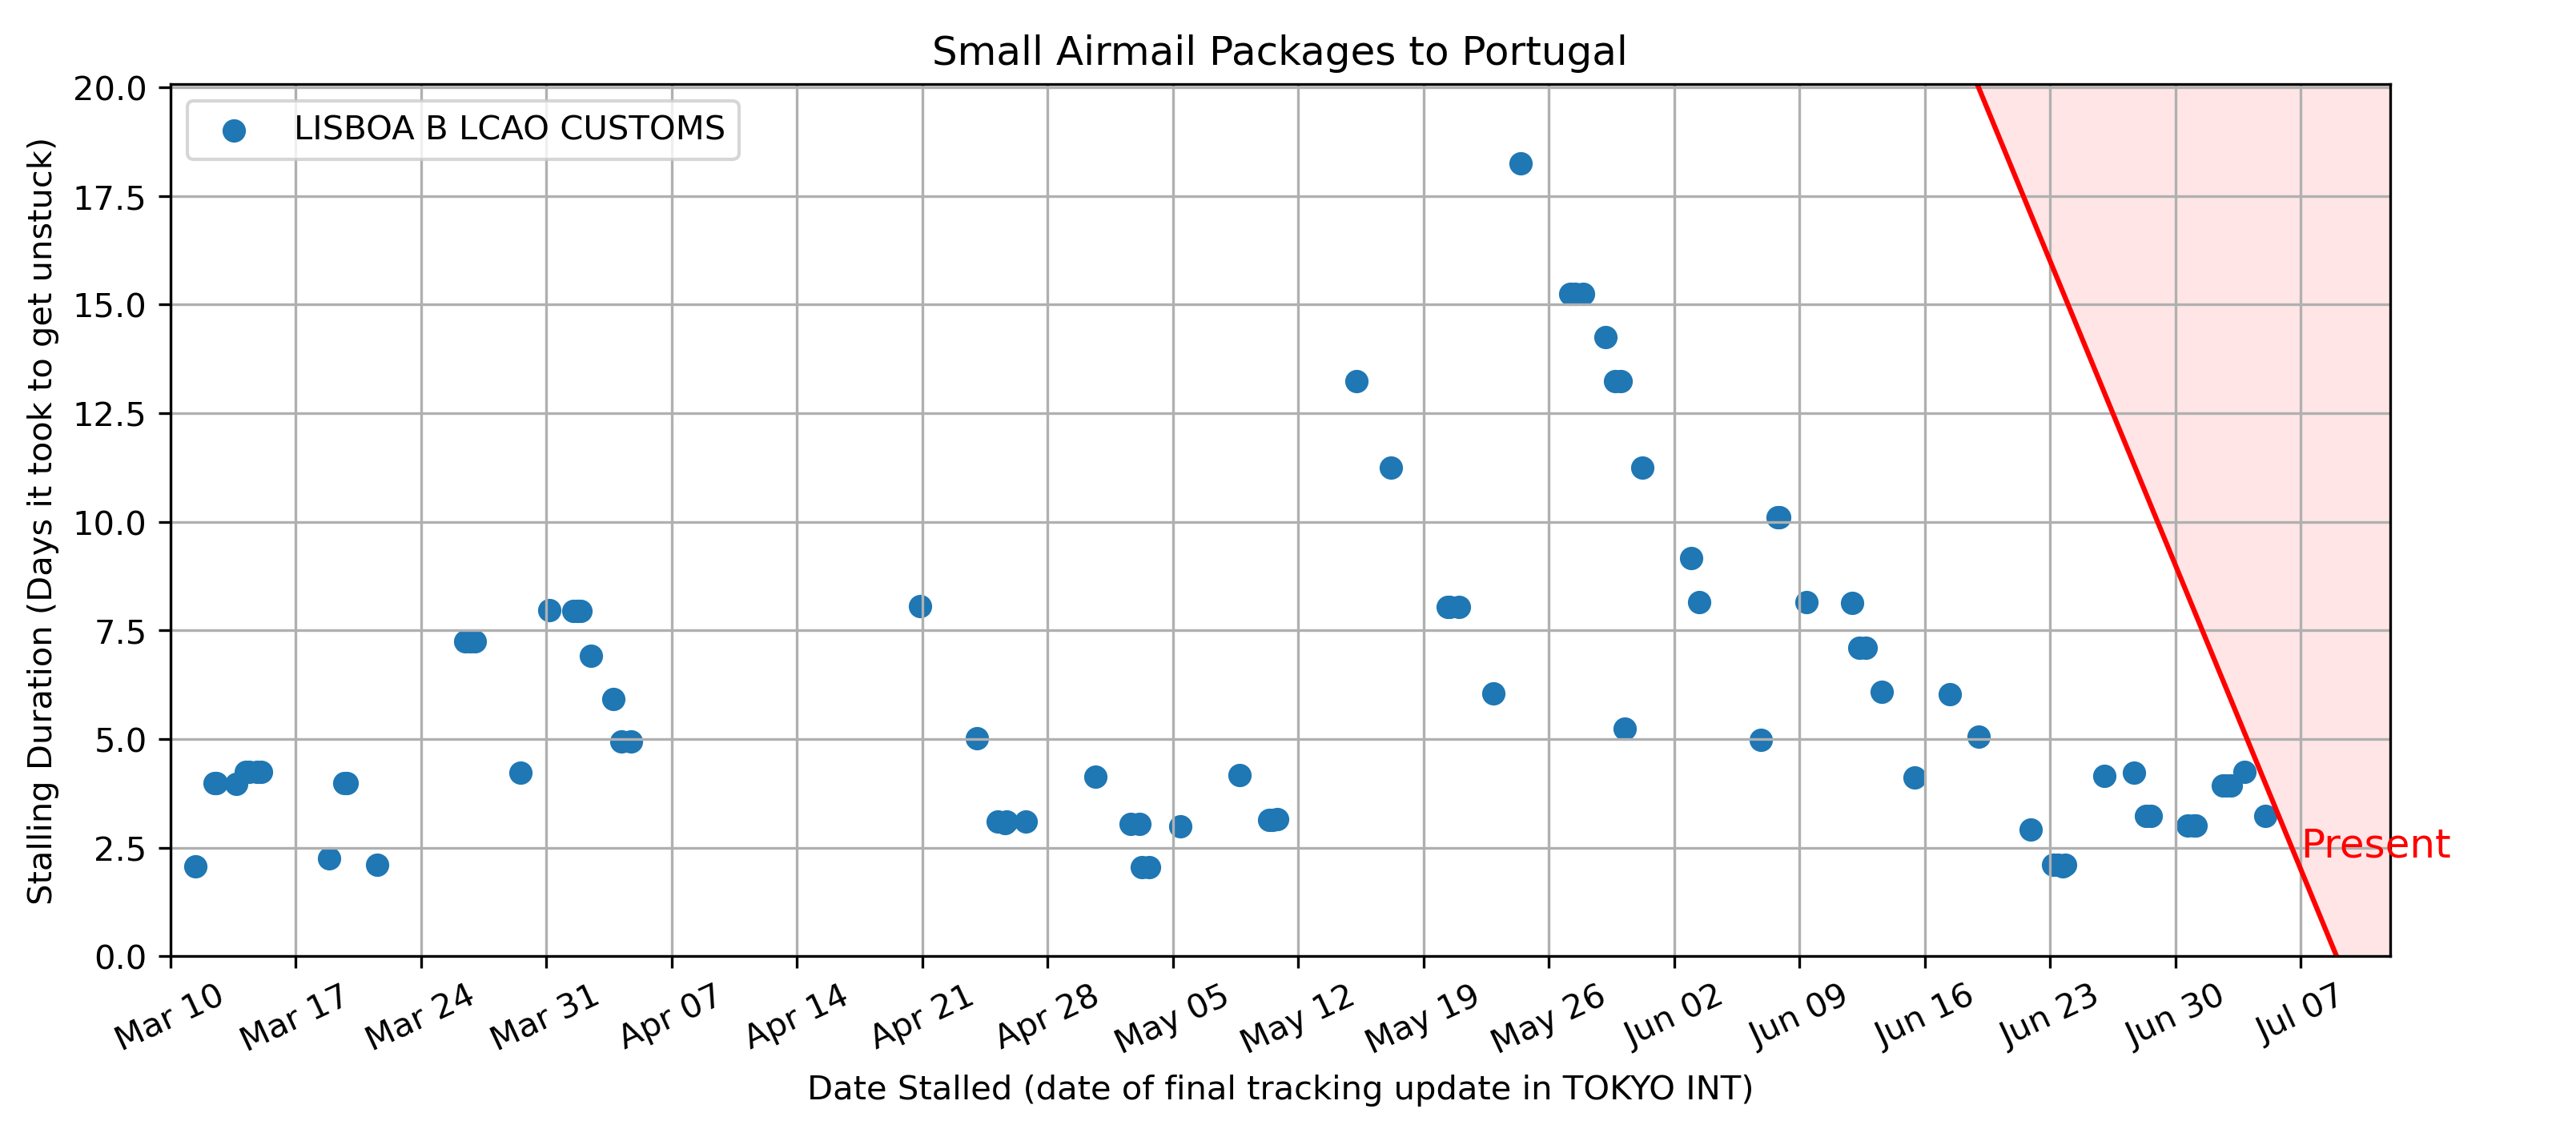 Small Airmail Packages to Portugal
LISBOA B LCAO CUSTOMS
Stalling Duration (Days it took to get unstuck)
20.0
17.5
15.0
12.5
10.0
7.5
5.0
2.5
0.0
Present
Mar 10
Mar 17
Mar 24
Mar 31
Apr 07
Apr 14
Apr 21
Apr 28
May 05
May 12
May 19
May 26
Jun 02
Jun 09
Jun 16
Jun 23
Jun 30
Jul 07
Date Stalled (date of final tracking update in TOKYO INT)